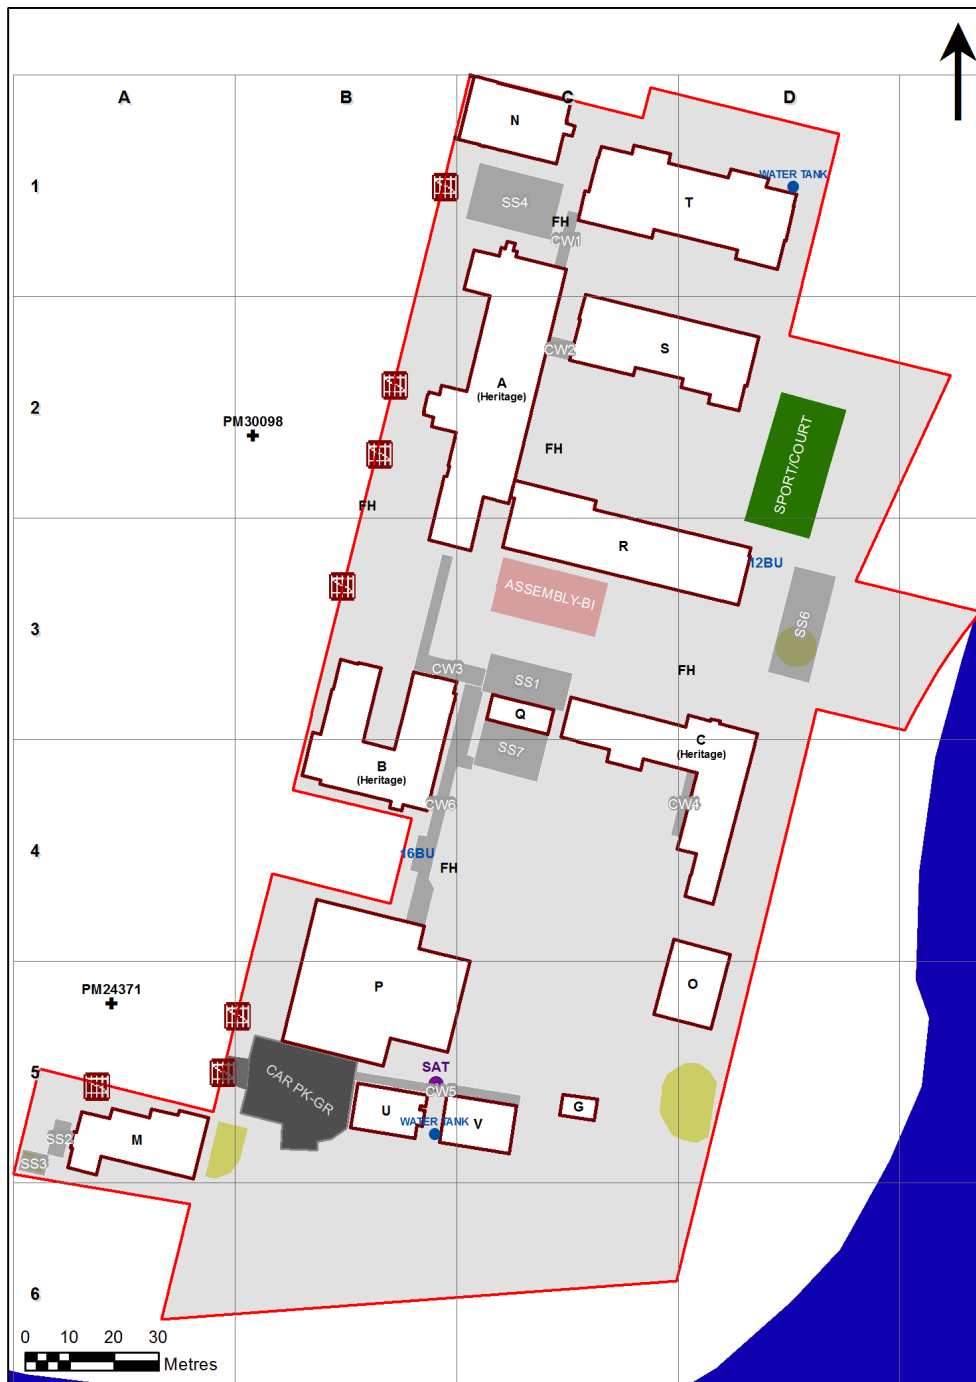 A
B
C
D
N
1
WATER TANK
SS4
T
FH
CW1
CW2
S
A
(Heritage)
2
PM30098
SPORT/COURT
FH
FH
R
12BU
ASSEMBLY-BI
3
SS6
CW3
FH
SS1
Q
C
(Heritage)
SS7
B
(Heritage)
CW6
CW4
4
16BU
FH
P
O
PM24371
SAT
5
CAR PK-GR
CW5
U
WATER TANK
V
G
M
SS2
SS3
6
0 10 20 30
Metres